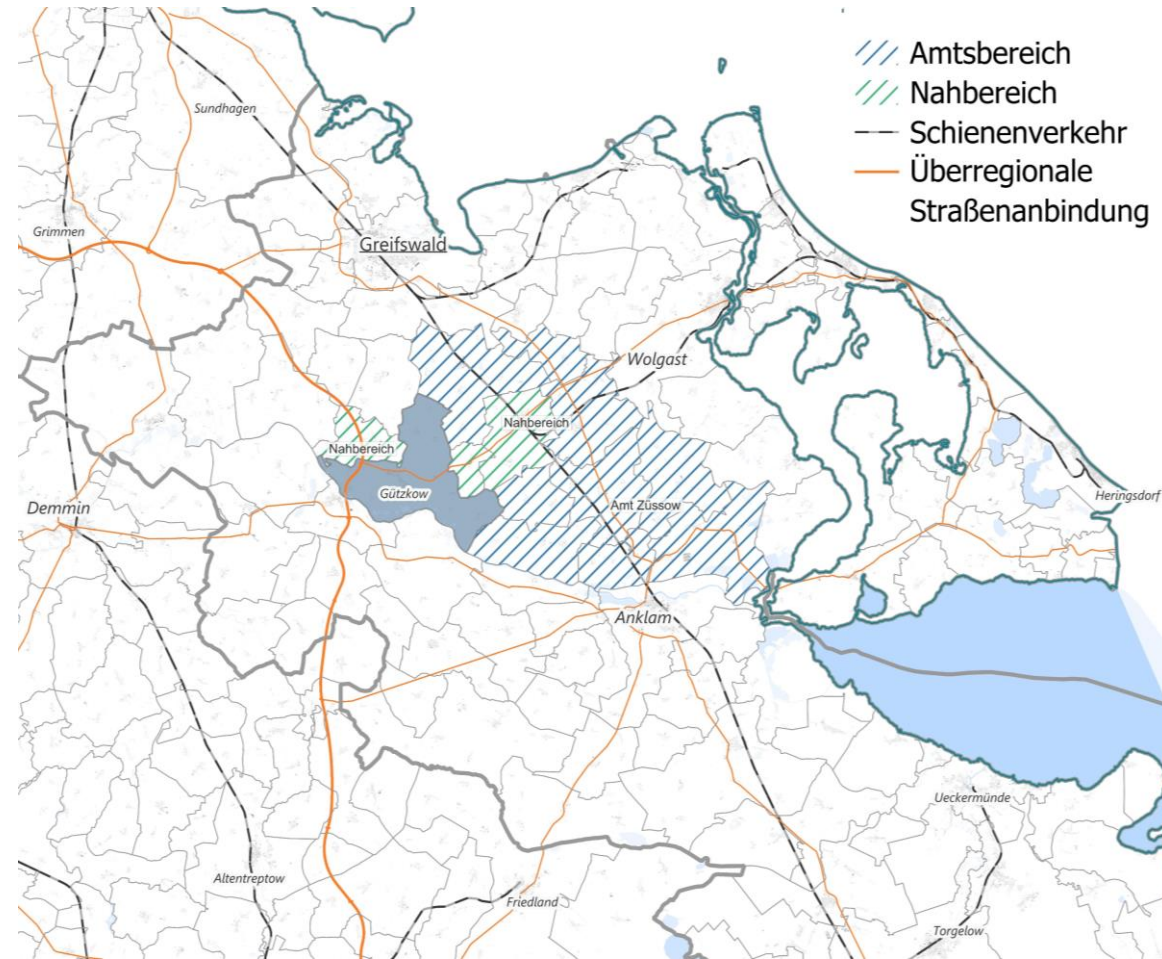 Amtsbereich
Nahbereich
Schienenverkehr
Überregionale
Straßenanbindung
Sundhagen
Grimmen
Greifswald
Wolgast
Nahbereich
Nahbereich
Gützkow
Amt Züssow
Heringsdorf
Demmin
Anklam
Ueckermünde
Altentreptow
Friedland
Torgelow